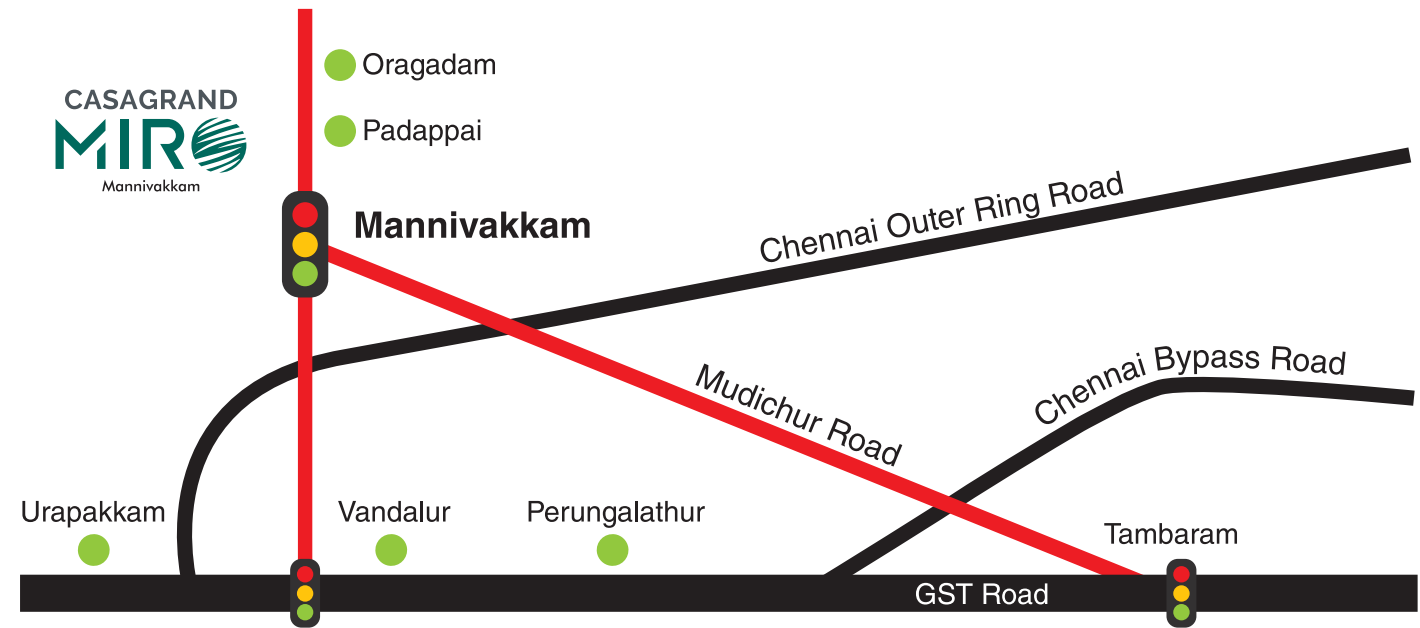 Oragadam
CASAGRAND
MIRO
Mannivakkam
Padappai
Mannivakkam
Chennai Outer Ring Road
Chennai Bypass Road
Mudichur Road
Urapakkam
Vandalur
Perungalathur
Tambaram
GST Road